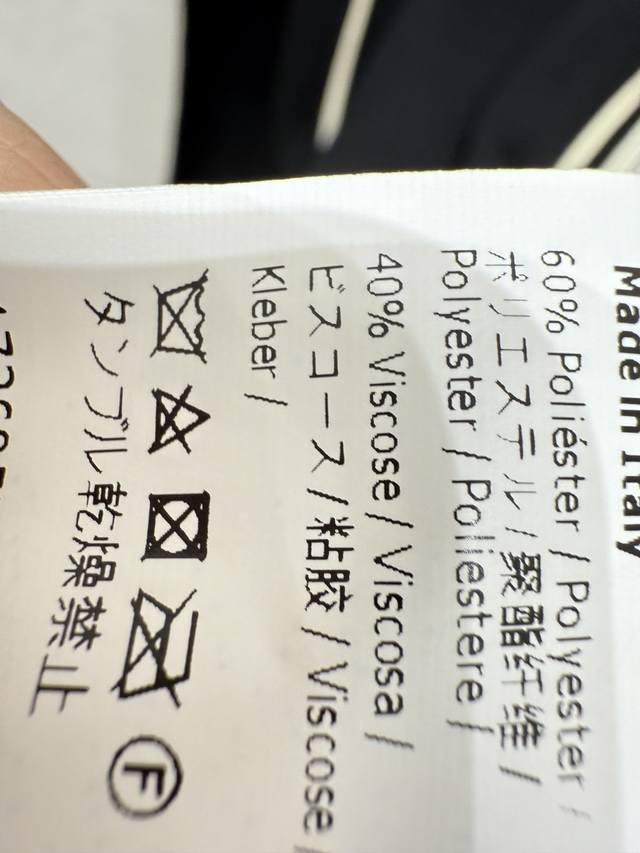 Made in Italy
60% Poliéster / Polyester /
ポリエステル / 聚酯纤维 /
Polyester / Poliestere /
40% Viscose / Viscosa /
ビスコース / 粘胶 / Viscose /
Kleber /
F
タンブル乾燥禁止